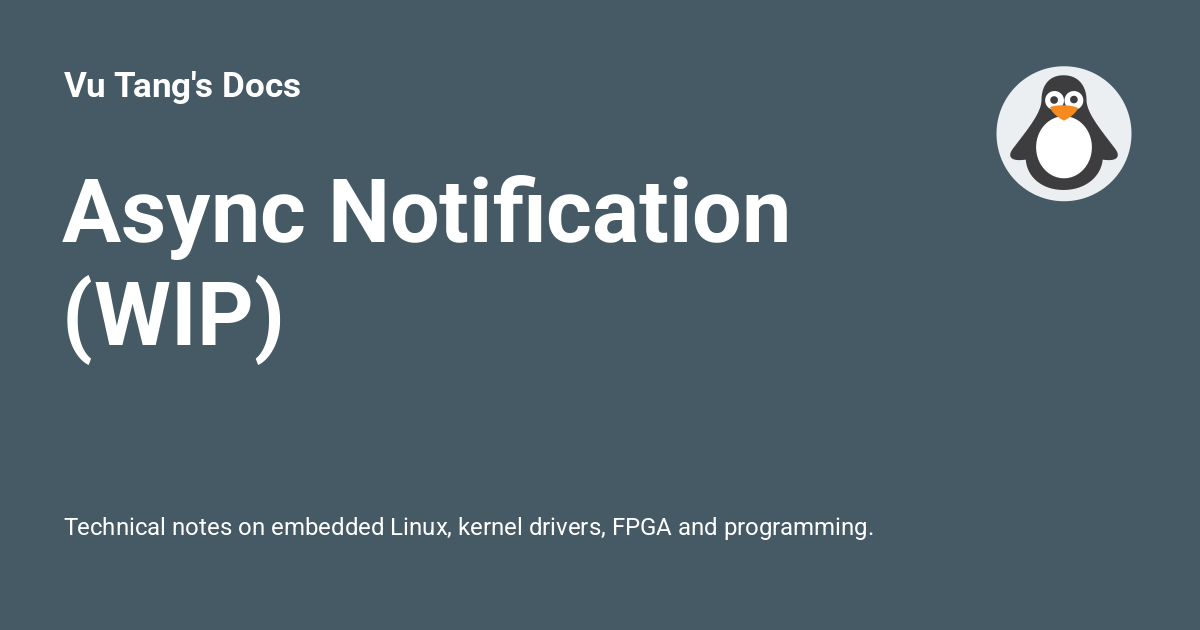 Vu Tang's Docs
Async Notification
(WIP)
Technical notes on embedded Linux, kernel drivers, FPGA and programming.